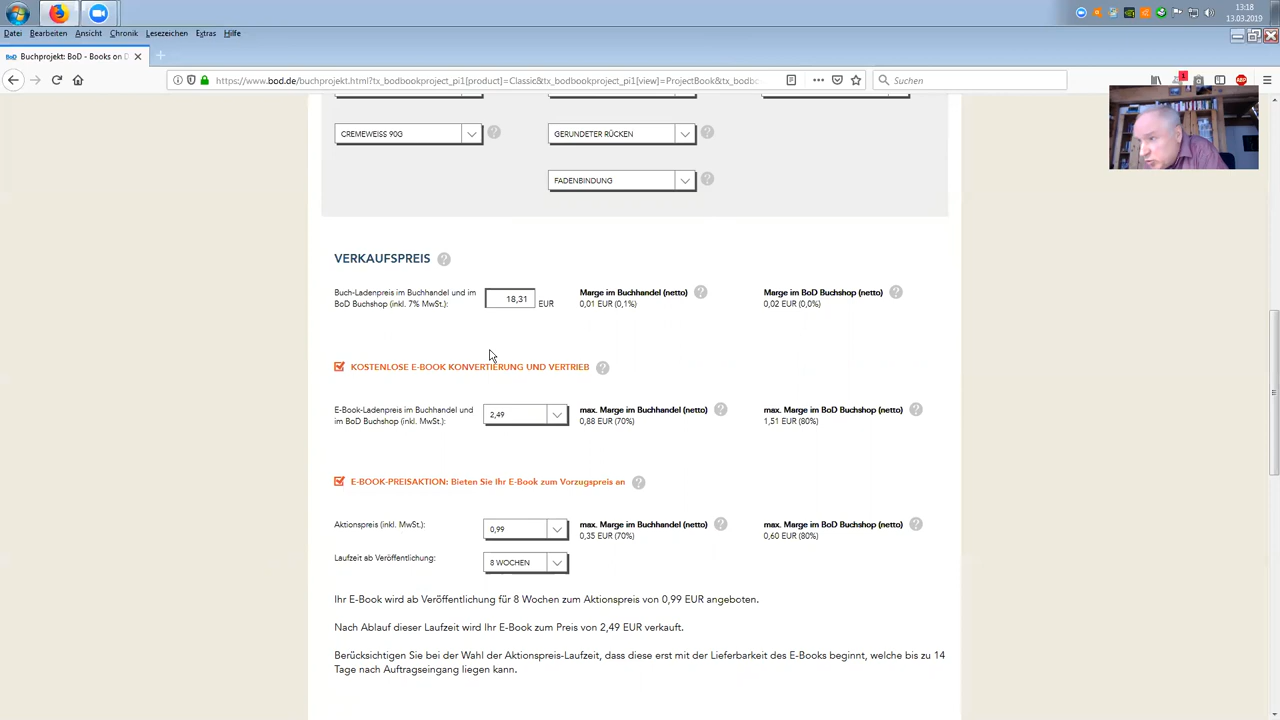 13:18
13.03.2019
Datei Bearbeiten Ansicht Chronik Lesezeichen Extras Hilfe
BoD Buchprojekt: BoD - Books on D
https://www.bod.de/buchprojekt.html?tx_bodbookproject_pi1[product]=Classic&tx_bodbookproject_pi1[view]=ProjectBook&tx_bodbo
Suchen
1
ABP
CREMEWEISS 90G
GERUNDETER RÜCKEN
FADENBINDUNG
VERKAUFSPREIS
Buch-Ladenpreis im Buchhandel und im
BoD Buchshop (inkl. 7% MwSt.):
18,31 EUR
Marge im Buchhandel (netto)
0,01 EUR (0,1%)
Marge im BoD Buchshop (netto)
0,02 EUR (0,0%)
KOSTENLOSE E-BOOK KONVERTIERUNG UND VERTRIEB
E-Book-Ladenpreis im Buchhandel und
im BoD Buchshop (inkl. MwSt.):
2,49
max. Marge im Buchhandel (netto)
0,88 EUR (70%)
max. Marge im BoD Buchshop (netto)
1,51 EUR (80%)
E-BOOK-PREISAKTION: Bieten Sie Ihr E-Book zum Vorzugspreis an
Aktionspreis (inkl. MwSt.):
0,99
max. Marge im Buchhandel (netto)
0,35 EUR (70%)
max. Marge im BoD Buchshop (netto)
0,60 EUR (80%)
Laufzeit ab Veröffentlichung:
8 WOCHEN
Ihr E-Book wird ab Veröffentlichung für 8 Wochen zum Aktionspreis von 0,99 EUR angeboten.
Nach Ablauf dieser Laufzeit wird Ihr E-Book zum Preis von 2,49 EUR verkauft.
Berücksichtigen Sie bei der Wahl der Aktionspreis-Laufzeit, dass diese erst mit der Lieferbarkeit des E-Books beginnt, welche bis zu 14
Tage nach Auftragseingang liegen kann.